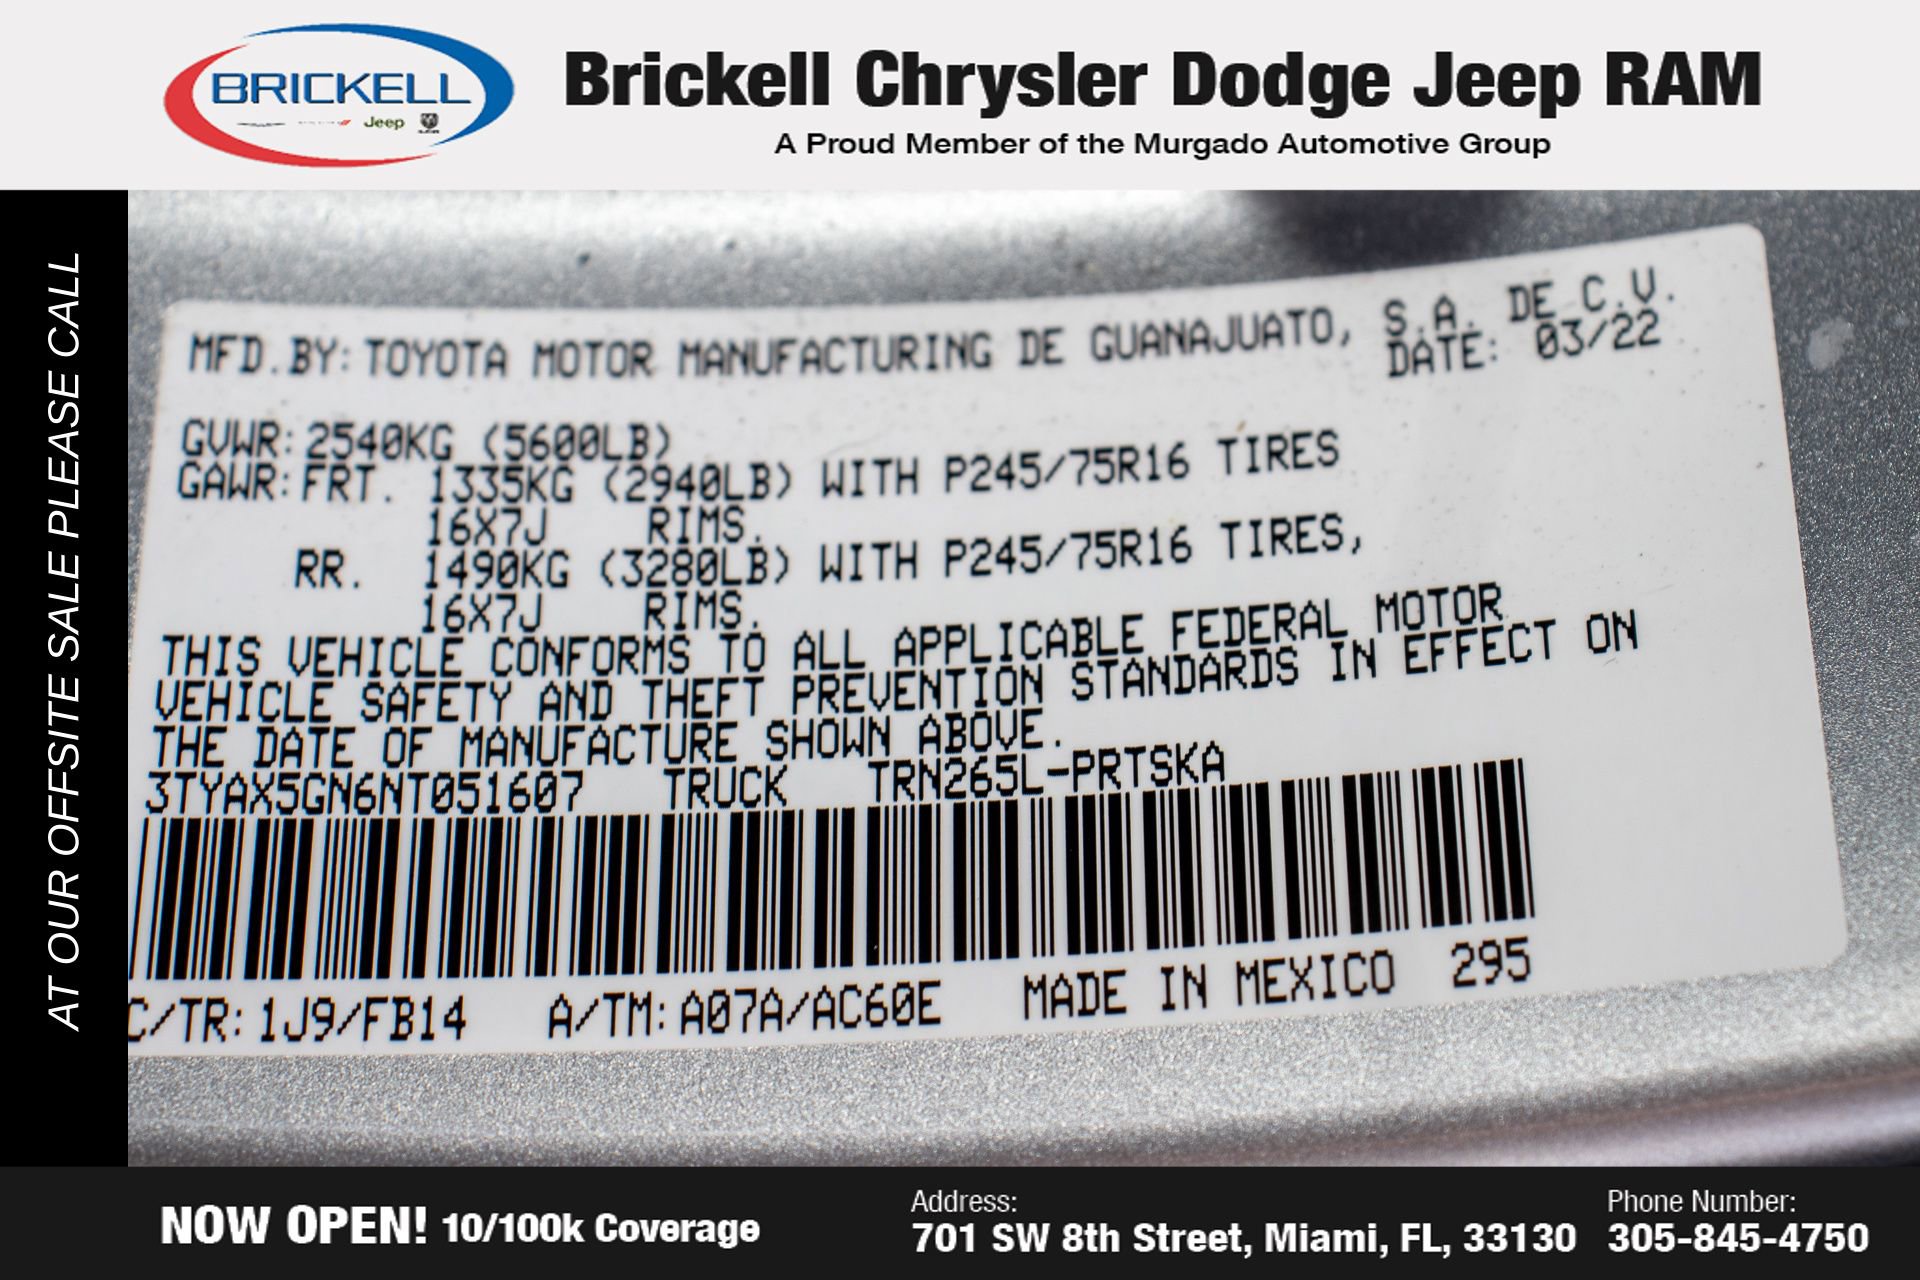 BRICKELL
Jeep
RAM
Brickell Chrysler Dodge Jeep RAM
A Proud Member of the Murgado Automotive Group
AT OUR OFFSITE SALE PLEASE CALL
MFD.BY: TOYOTA MOTOR MANUFACTURING DE GUANAJUATO, S.A. DE C.V.
DATE: 03/22
GVWR: 2540KG (5600LB)
GAWR: FRT. 1335KG (2940LB) WITH P245/75R16 TIRES
16X7J RIMS.
RR. 1490KG (3280LB) WITH P245/75R16 TIRES,
16X7J RIMS.
THIS VEHICLE CONFORMS TO ALL APPLICABLE FEDERAL MOTOR
VEHICLE SAFETY AND THEFT PREVENTION STANDARDS IN EFFECT ON
THE DATE OF MANUFACTURE SHOWN ABOVE.
3TYAX5GN6NT051607 TRUCK TRN265L-PRTSKA
C/TR: 1J9/FB14 A/TM: A07A/AC60E MADE IN MEXICO 295
NOW OPEN! 10/100k Coverage
Address:
701 SW 8th Street, Miami, FL, 33130
Phone Number:
305-845-4750